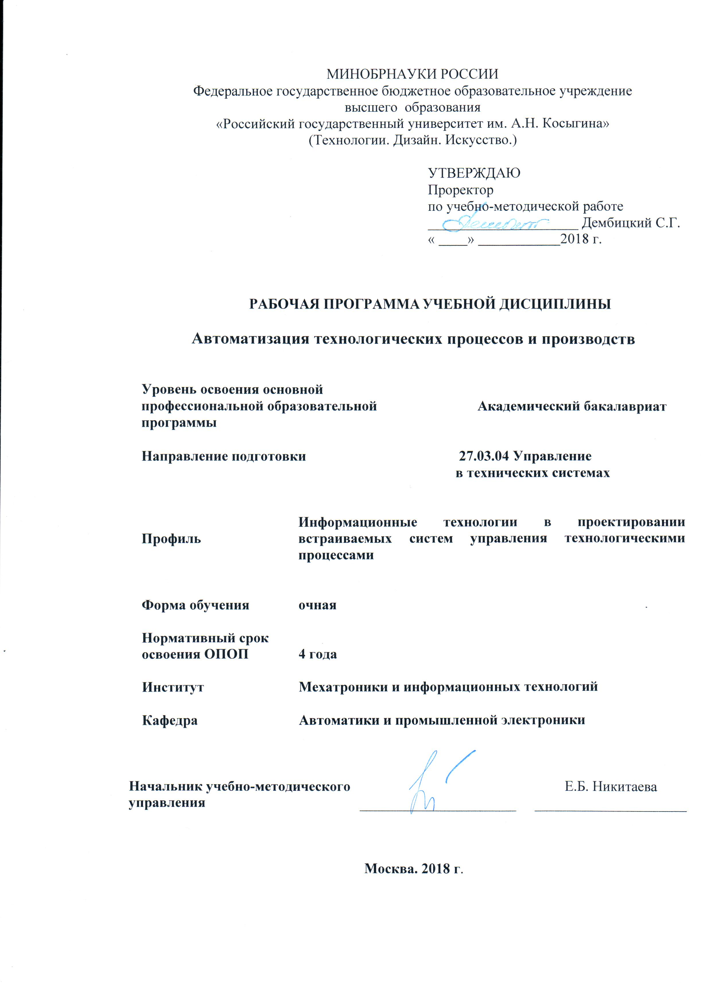 МИНОБРНАУКИ РОССИИ
Федеральное государственное бюджетное образовательное учреждение
высшего образования
«Российский государственный университет им. А.Н. Косыгина»
(Технологии. Дизайн. Искусство.)
УТВЕРЖДАЮ
Проректор
по учебно-методической работе
_____________________ Дембицкий С.Г.
« ____» ___________2018 г.
РАБОЧАЯ ПРОГРАММА УЧЕБНОЙ ДИСЦИПЛИНЫ
Автоматизация технологических процессов и производств
Уровень освоения основной
профессиональной образовательной Академический бакалавриат
программы
Направление подготовки 27.03.04 Управление
в технических системах
Информационные технологии в проектировании
Профиль встраиваемых систем управления технологическими
процессами
Форма обучения очная
Нормативный срок
освоения ОПОП 4 года
Институт Мехатроники и информационных технологий
Кафедра Автоматики и промышленной электроники
Начальник учебно-методического Е.Б. Никитаева
управления
Москва. 2018 г.